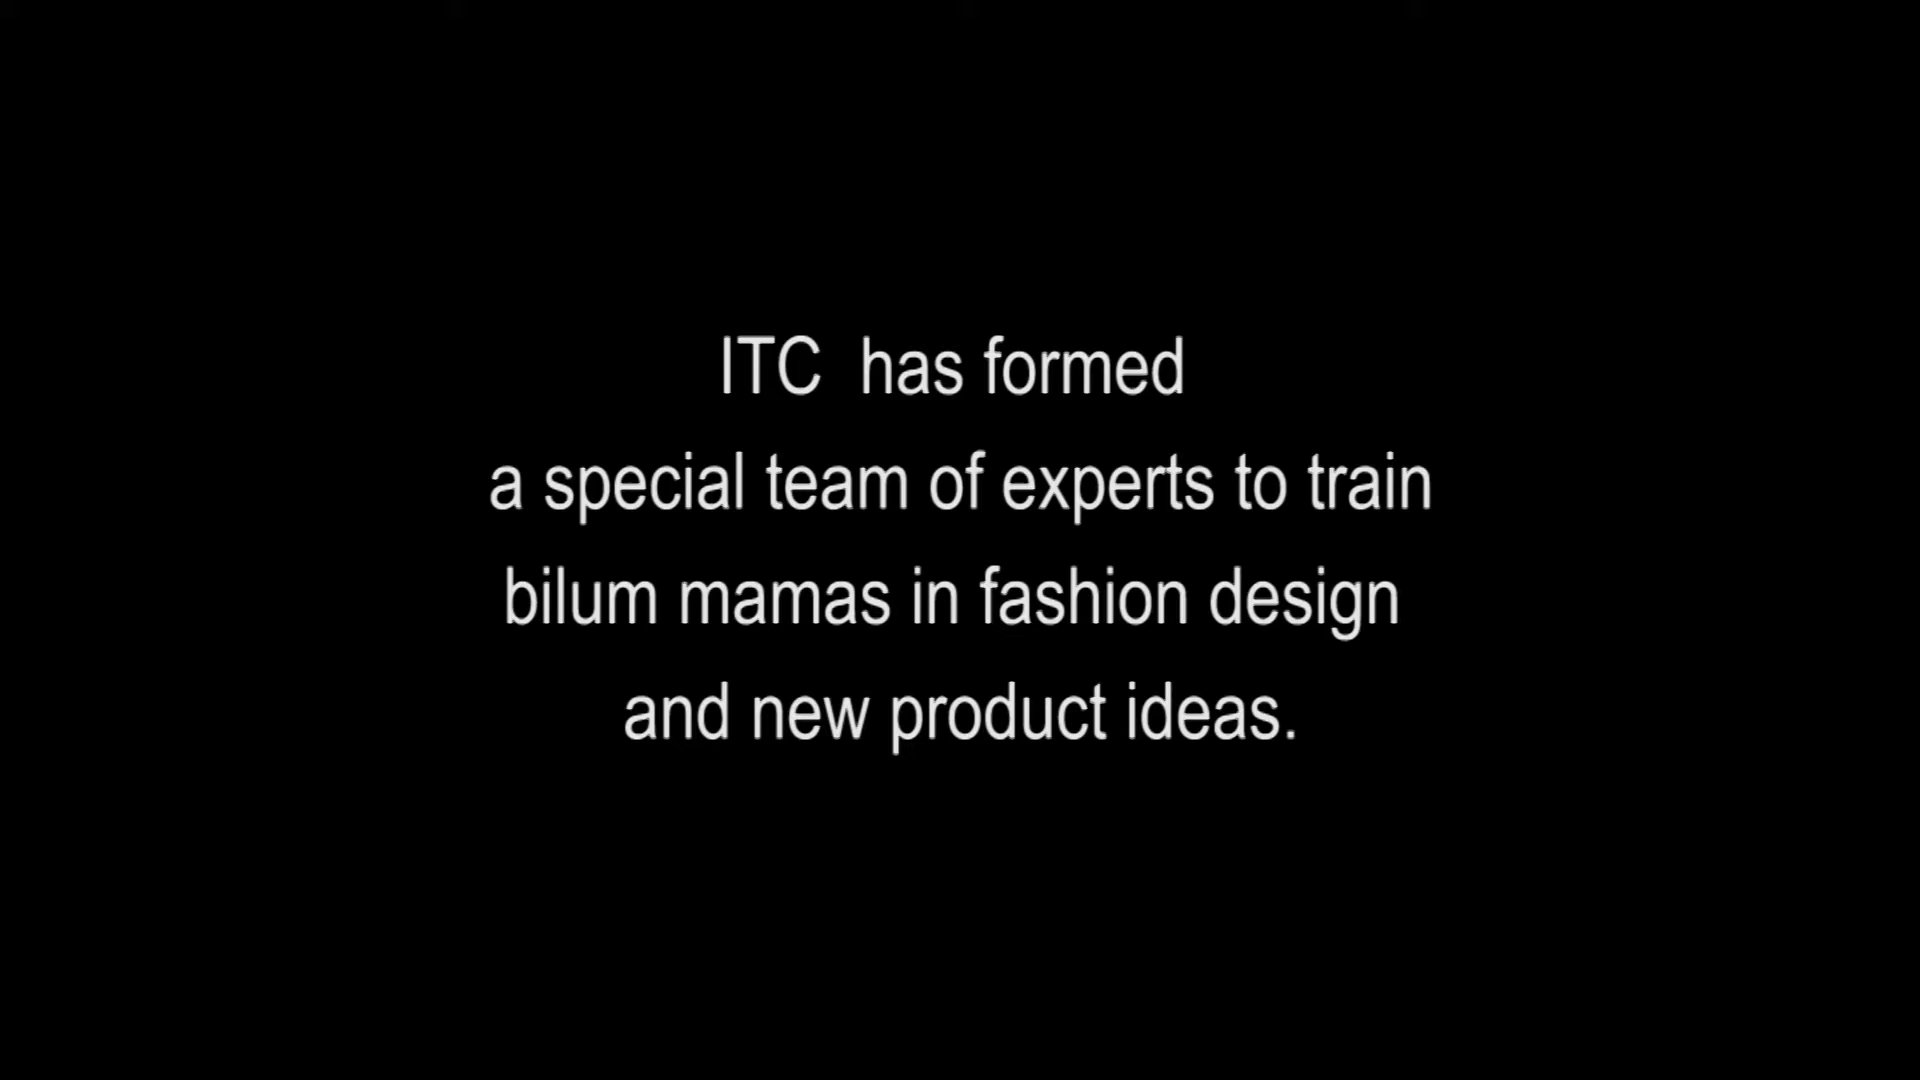 ITC  has formed
a special team of experts to train
bilum mamas in fashion design
and new product ideas.